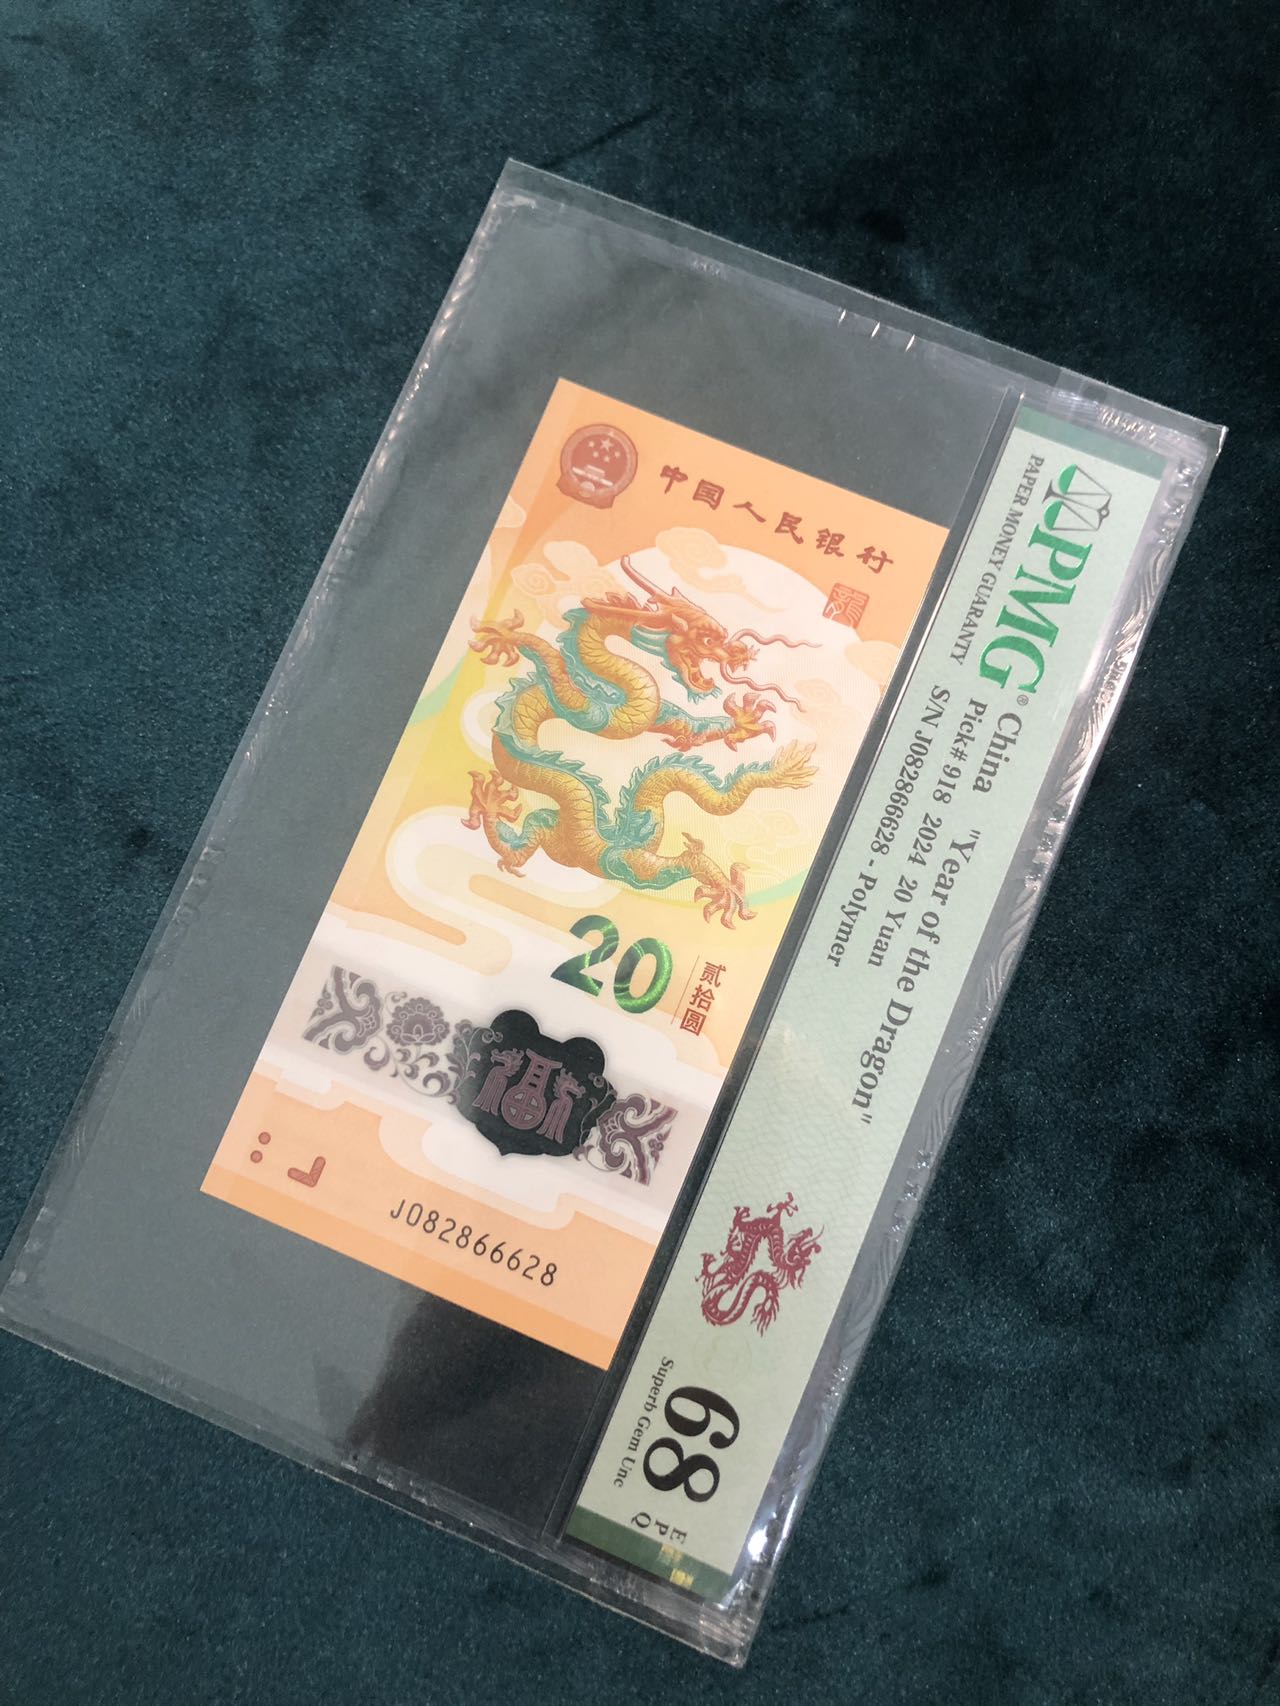 中国人民银行
龙
20
贰拾圆
福
J082866628
PMG®
PAPER MONEY GUARANTY
China "Year of the Dragon"
Pick# 918 2024 20 Yuan
S/N J082866628 - Polymer
68
EPQ
Superb Gem Unc